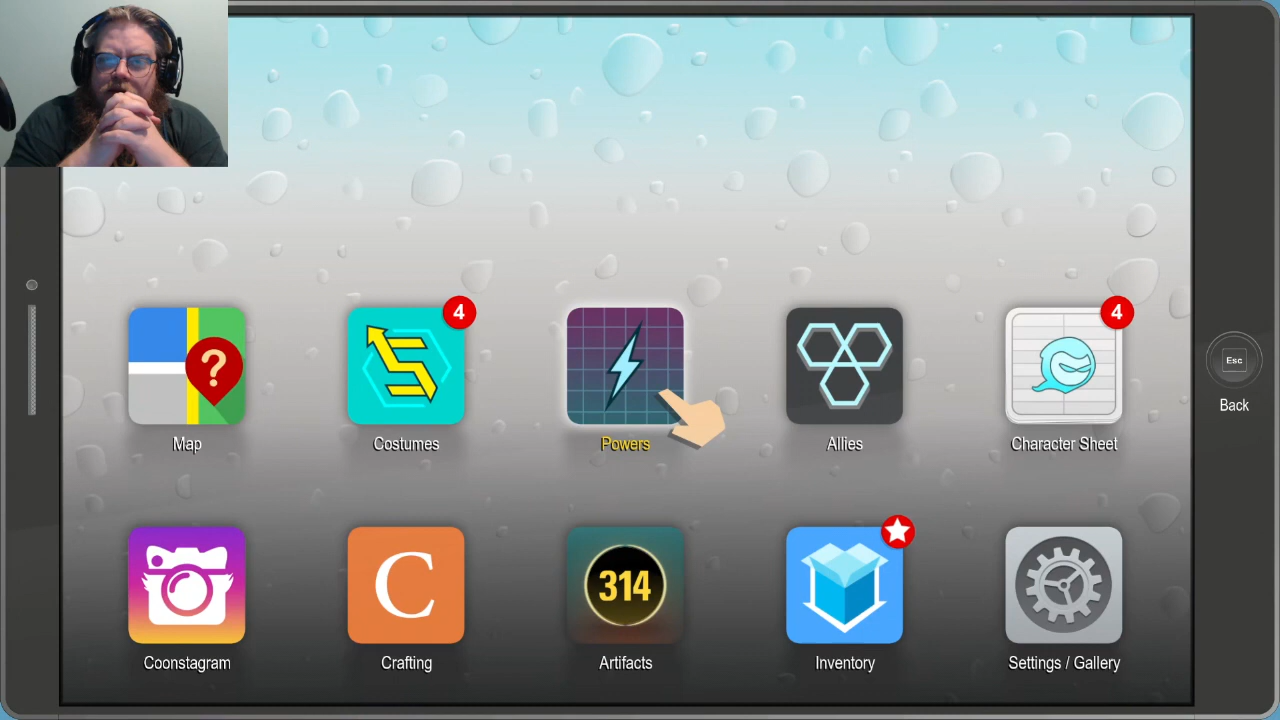 4
4
Esc
Back
Map
Costumes
Powers
Allies
Character Sheet
C
314
Coonstagram
Crafting
Artifacts
Inventory
Settings / Gallery
?